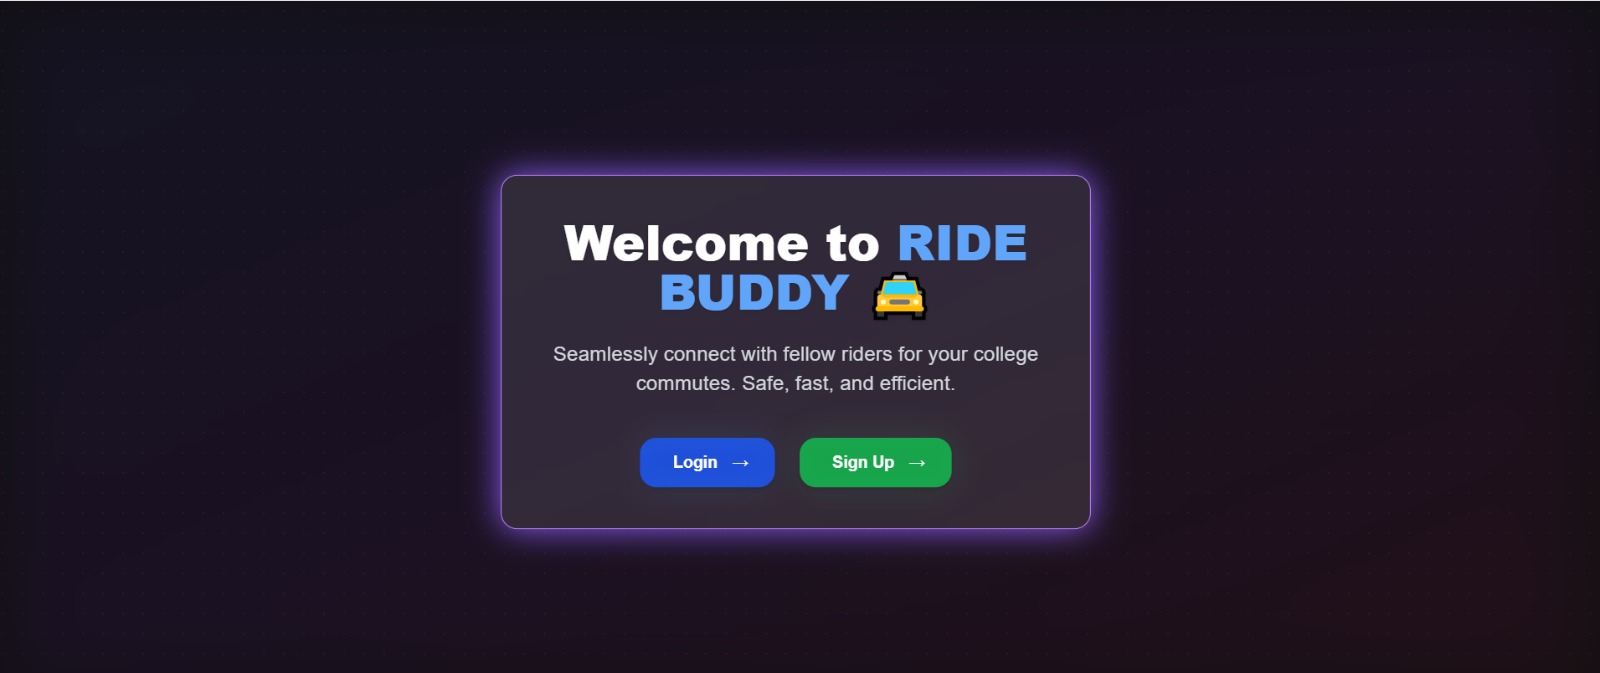 Welcome to RIDE
BUDDY 🚖
Seamlessly connect with fellow riders for your college
commutes. Safe, fast, and efficient.
Login →
Sign Up →